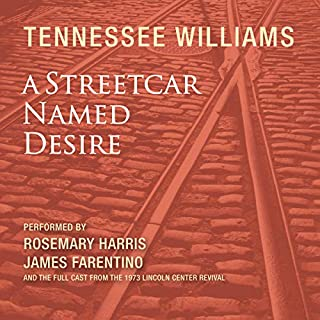 TENNESSEE WILLIAMS
A STREETCAR
NAMED
DESIRE
PERFORMED BY
ROSEMARY HARRIS
JAMES FARENTINO
AND THE FULL CAST FROM THE 1973 LINCOLN CENTER REVIVAL